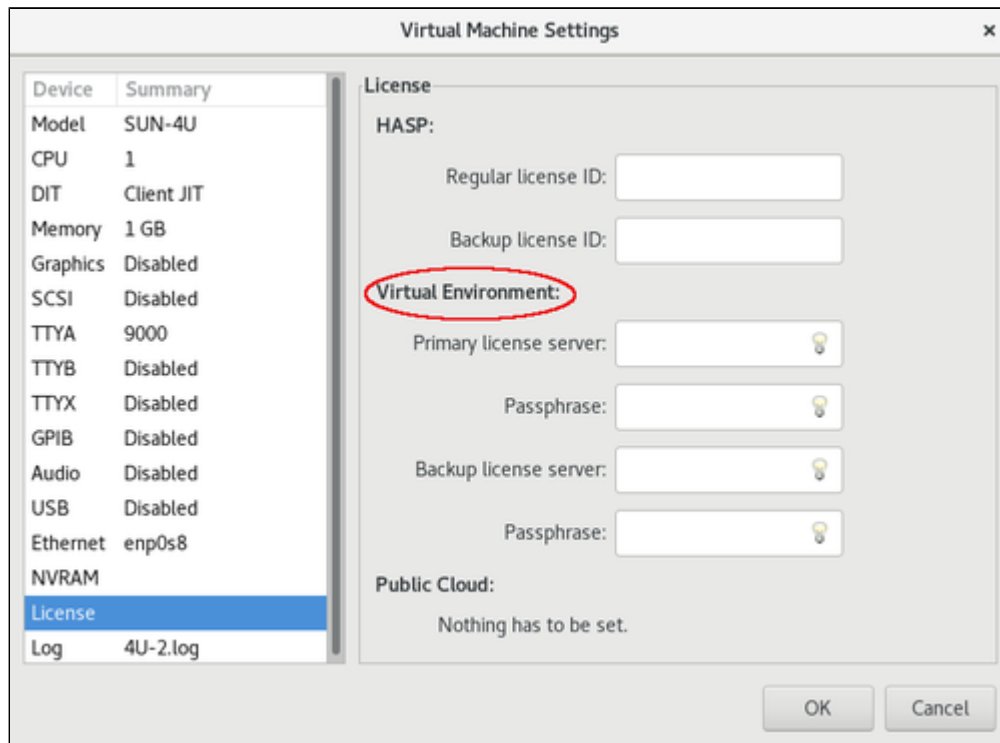 Virtual Machine Settings ×
Device Summary
Model SUN-4U
CPU 1
DIT Client JIT
Memory 1 GB
Graphics Disabled
SCSI Disabled
TTYA 9000
TTYB Disabled
TTYX Disabled
GPIB Disabled
Audio Disabled
USB Disabled
Ethernet enp0s8
NVRAM
License
Log 4U-2.log
License
HASP:
Regular license ID:
Backup license ID:
Virtual Environment:
Primary license server:
Passphrase:
Backup license server:
Passphrase:
Public Cloud:
Nothing has to be set.
OK Cancel